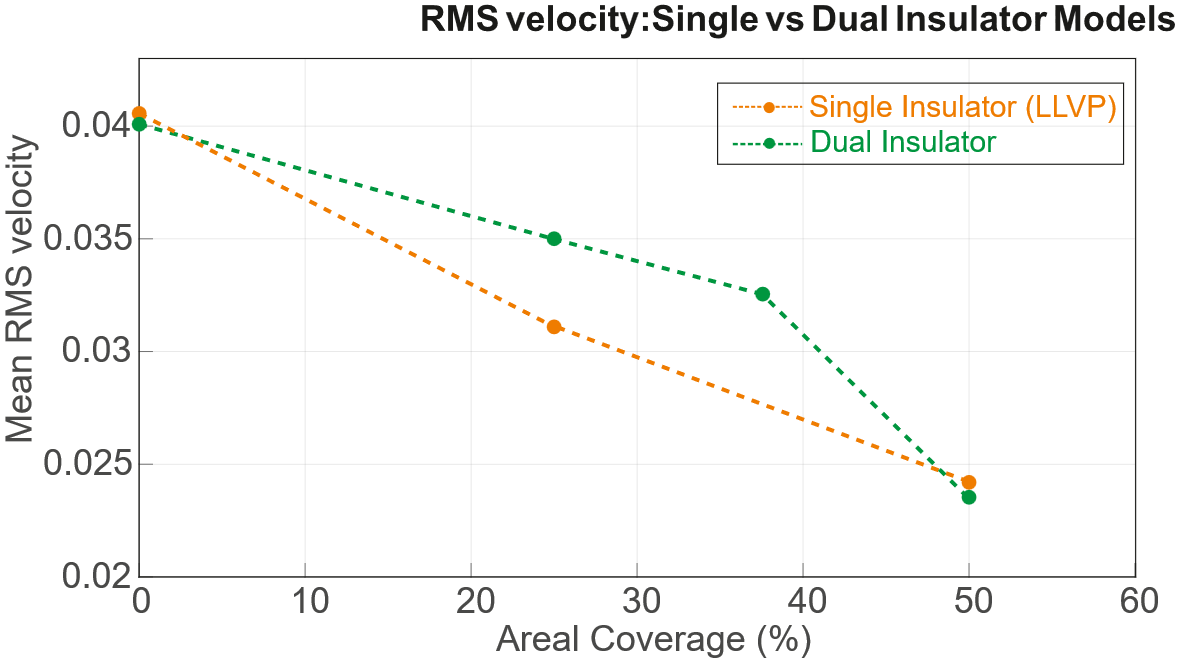 RMS velocity:Single vs Dual Insulator Models
Single Insulator (LLVP)
Dual Insulator
Mean RMS velocity
0.04
0.035
0.03
0.025
0.02
0 10 20 30 40 50 60
Areal Coverage (%)